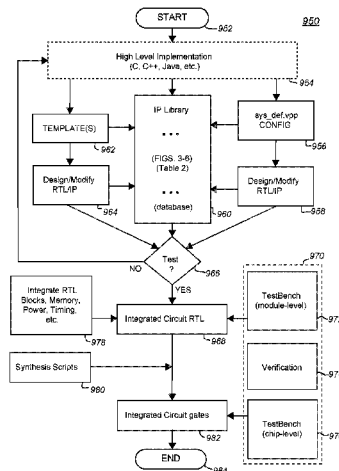 START
952
950
High Level Implementation
{C, C++, Java, etc.}
954
IP Library
...
(FIGS. 3-6)
(Table 2)
...
(database)
960
TEMPLATE(S)
962
sys_def.vpp
CONFIG
956
Design/Modify
RTL/IP
964
Design/Modify
RTL/IP
958
Test
?
966
NO
YES
970
Integrate RTL
Blocks, Memory,
Power, Timing,
etc.
978
Integrated Circuit RTL
968
TestBench
(module-level)
Verification
TestBench
(chip-level)
Synthesis Scripts
980
Integrated Circuit gates
982
END
984